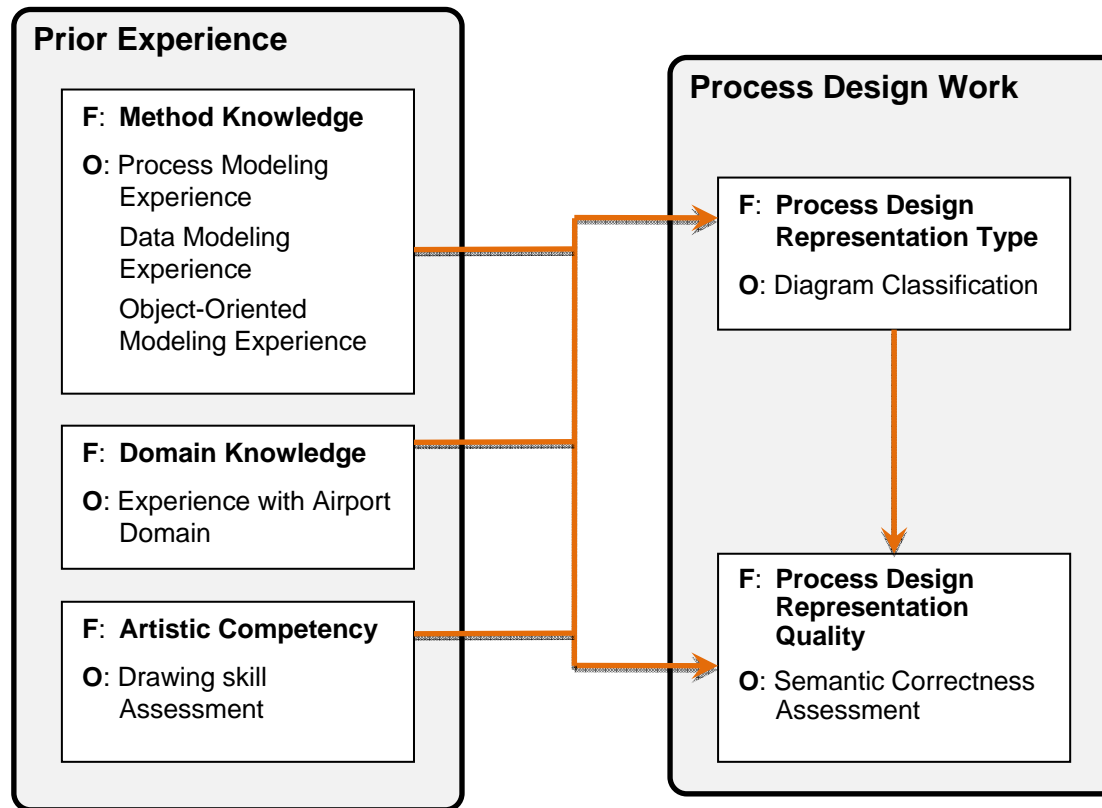 Prior Experience
F: Method Knowledge
O: Process Modeling
Experience
Data Modeling
Experience
Object-Oriented
Modeling Experience
F: Domain Knowledge
O: Experience with Airport
Domain
F: Artistic Competency
O: Drawing skill
Assessment
Process Design Work
F: Process Design
Representation Type
O: Diagram Classification
F: Process Design
Representation
Quality
O: Semantic Correctness
Assessment